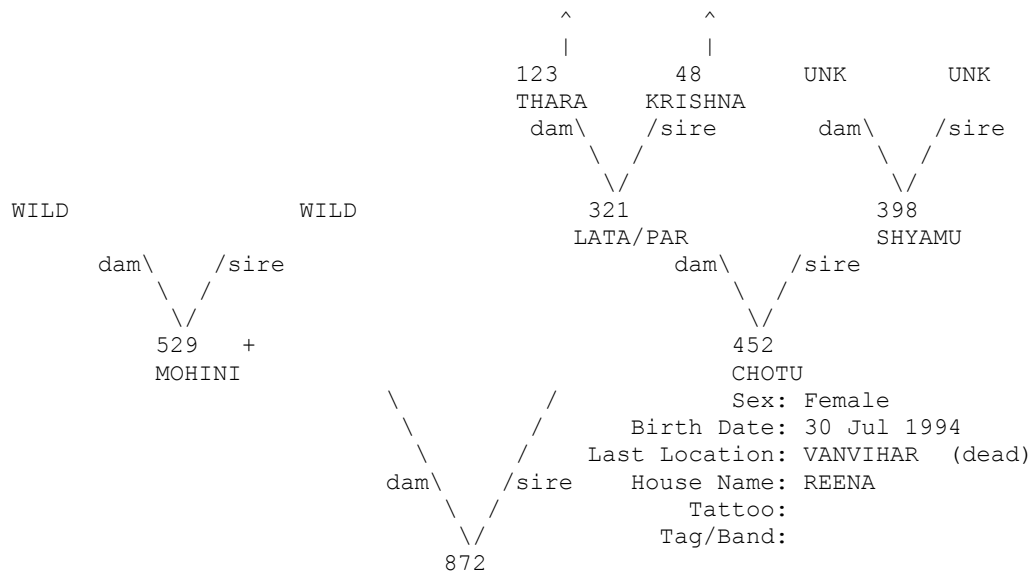 ^ ^
| |
123 48 UNK UNK
THARA KRISHNA
dam\ /sire dam\ /sire
\ / \ /
\/ \/
WILD WILD 321 398
LATA/PAR SHYAMU
dam\ /sire dam\ /sire
\ / \ /
\/ \/
529 + 452
MOHINI CHOTU
\ / Sex: Female
\ / Birth Date: 30 Jul 1994
\ / Last Location: VANVIHAR (dead)
dam\ /sire House Name: REENA
\ / Tattoo:
\/ Tag/Band:
872